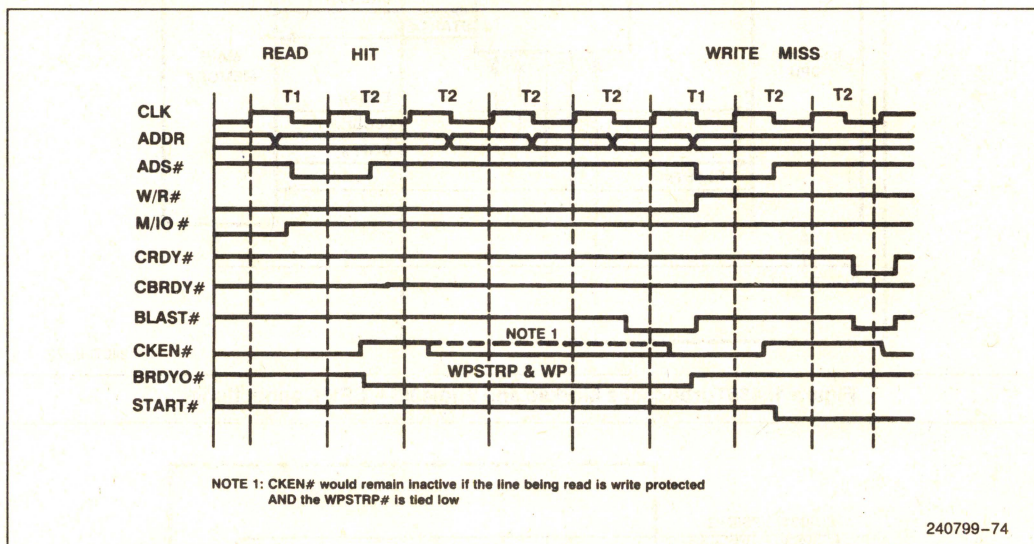 READ HIT WRITE MISS
T1 T2 T2 T2 T2 T1 T2 T2
CLK
ADDR
ADS#
W/R#
M/IO #
CRDY#
CBRDY#
BLAST#
NOTE 1
CKEN#
WPSTRP & WP
BRDYO#
START#
NOTE 1: CKEN# would remain inactive if the line being read is write protected
AND the WPSTRP# is tied low
240799-74